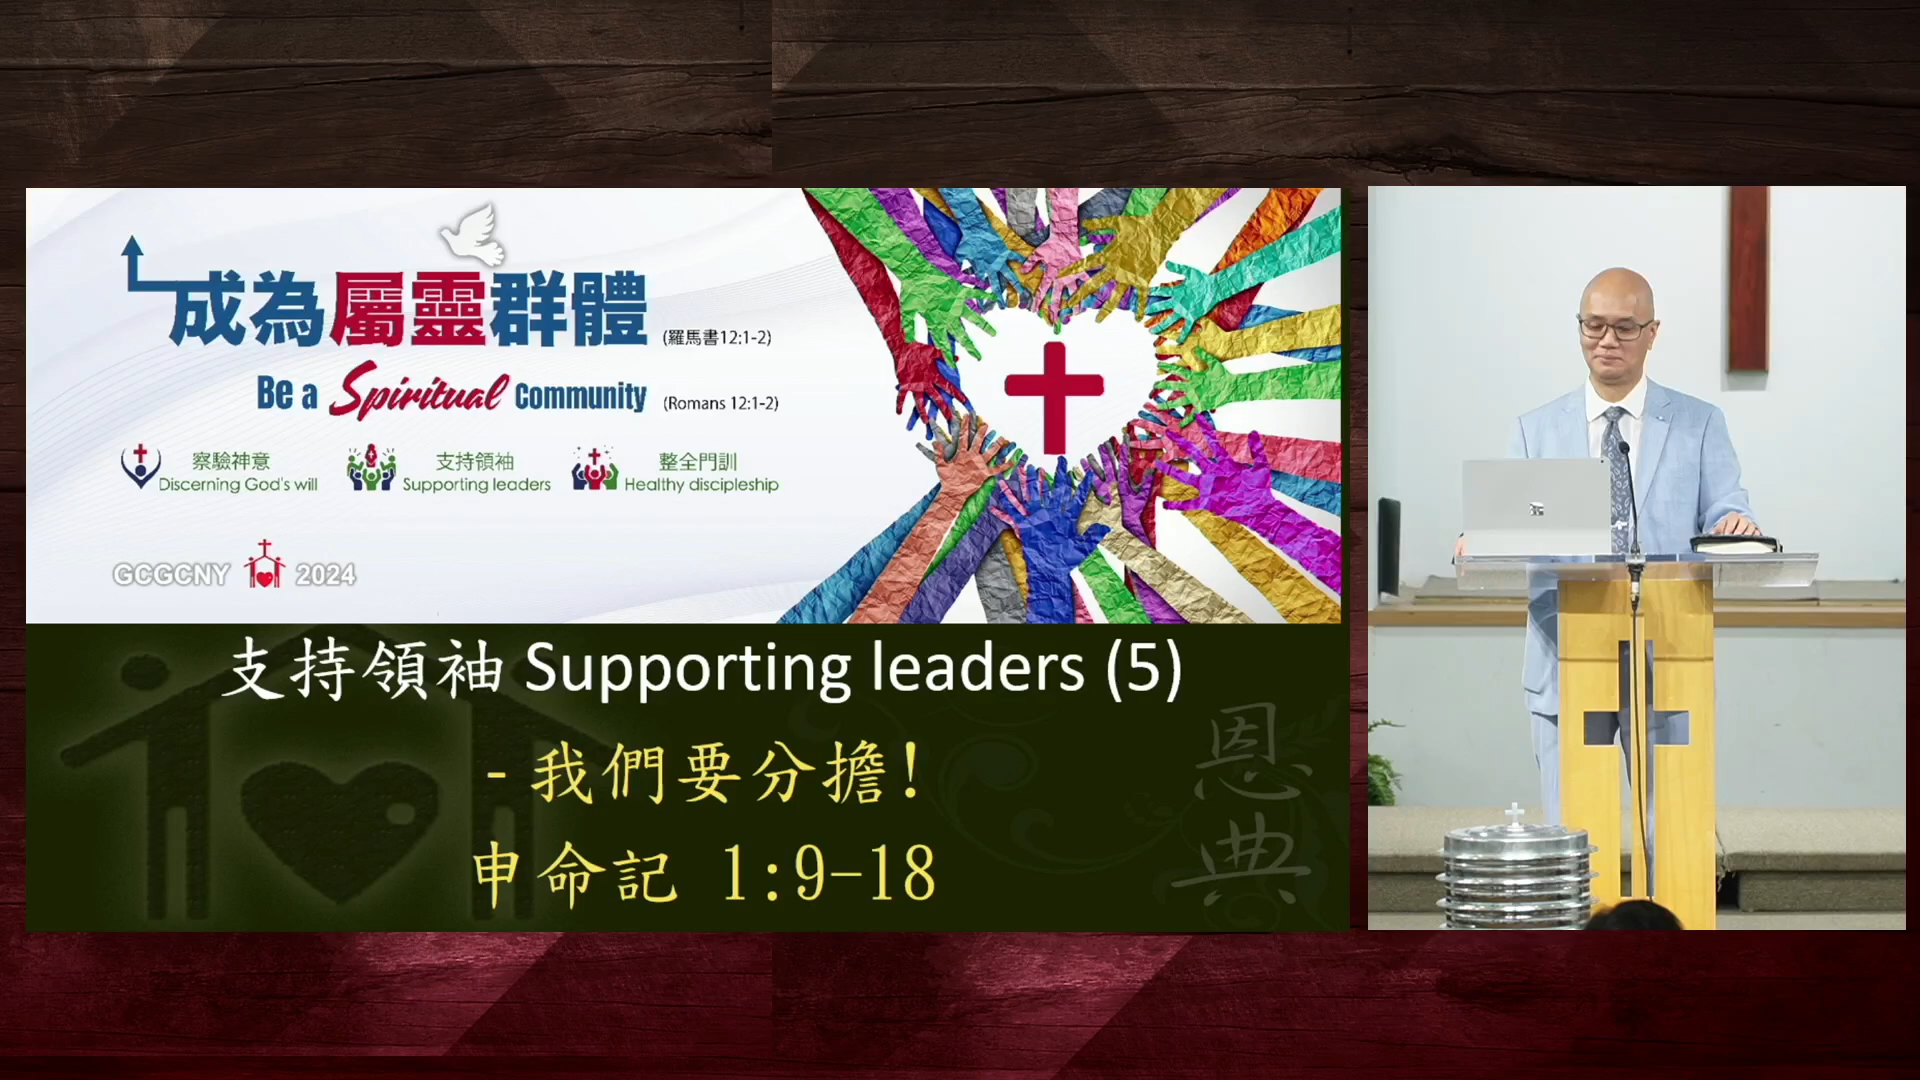 成為屬靈群體 (羅馬書12:1-2)
Be a Spiritual Community (Romans 12:1-2)
察驗神意
Discerning God's will
支持領袖
Supporting leaders
整全門訓
Healthy discipleship
GCGCNY 2024
支持領袖 Supporting leaders (5)
- 我們要分擔!
申命記 1:9-18
恩典